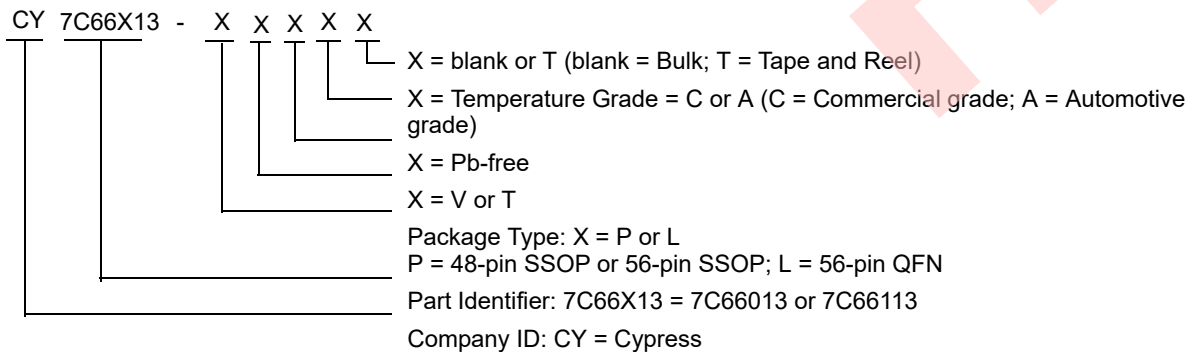 CY 7C66X13 - X X X X X
X = blank or T (blank = Bulk; T = Tape and Reel)
X = Temperature Grade = C or A (C = Commercial grade; A = Automotive
grade)
X = Pb-free
X = V or T
Package Type: X = P or L
P = 48-pin SSOP or 56-pin SSOP; L = 56-pin QFN
Part Identifier: 7C66X13 = 7C66013 or 7C66113
Company ID: CY = Cypress